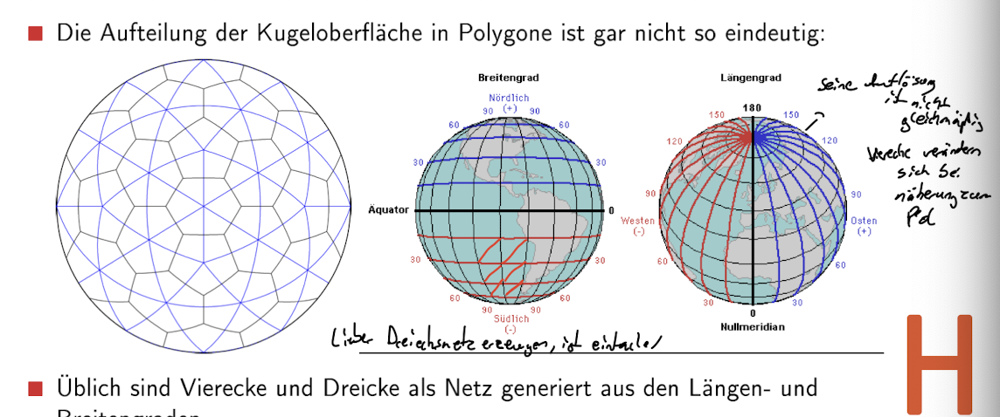 Die Aufteilung der Kugeloberfläche in Polygone ist gar nicht so eindeutig:
Breitengrad
Nördlich
(+)
90 90
60 60
30 30
Äquator 0
30 30
60 60
90 90
Südlich
(-)
Längengrad
180
150 150
120 120
90 90
Westen
(-)
Osten
(+)
60 60
30 30
0
Nullmeridian
seine Auflösung
ist nicht
gleichmäßig
Vierecke verändern
sich bei
näherung zum
Pol
Lieber Dreiecksnetz erzeugen, ist einfacher
H
Üblich sind Vierecke und Dreicke als Netz generiert aus den Längen- und
Breitengraden